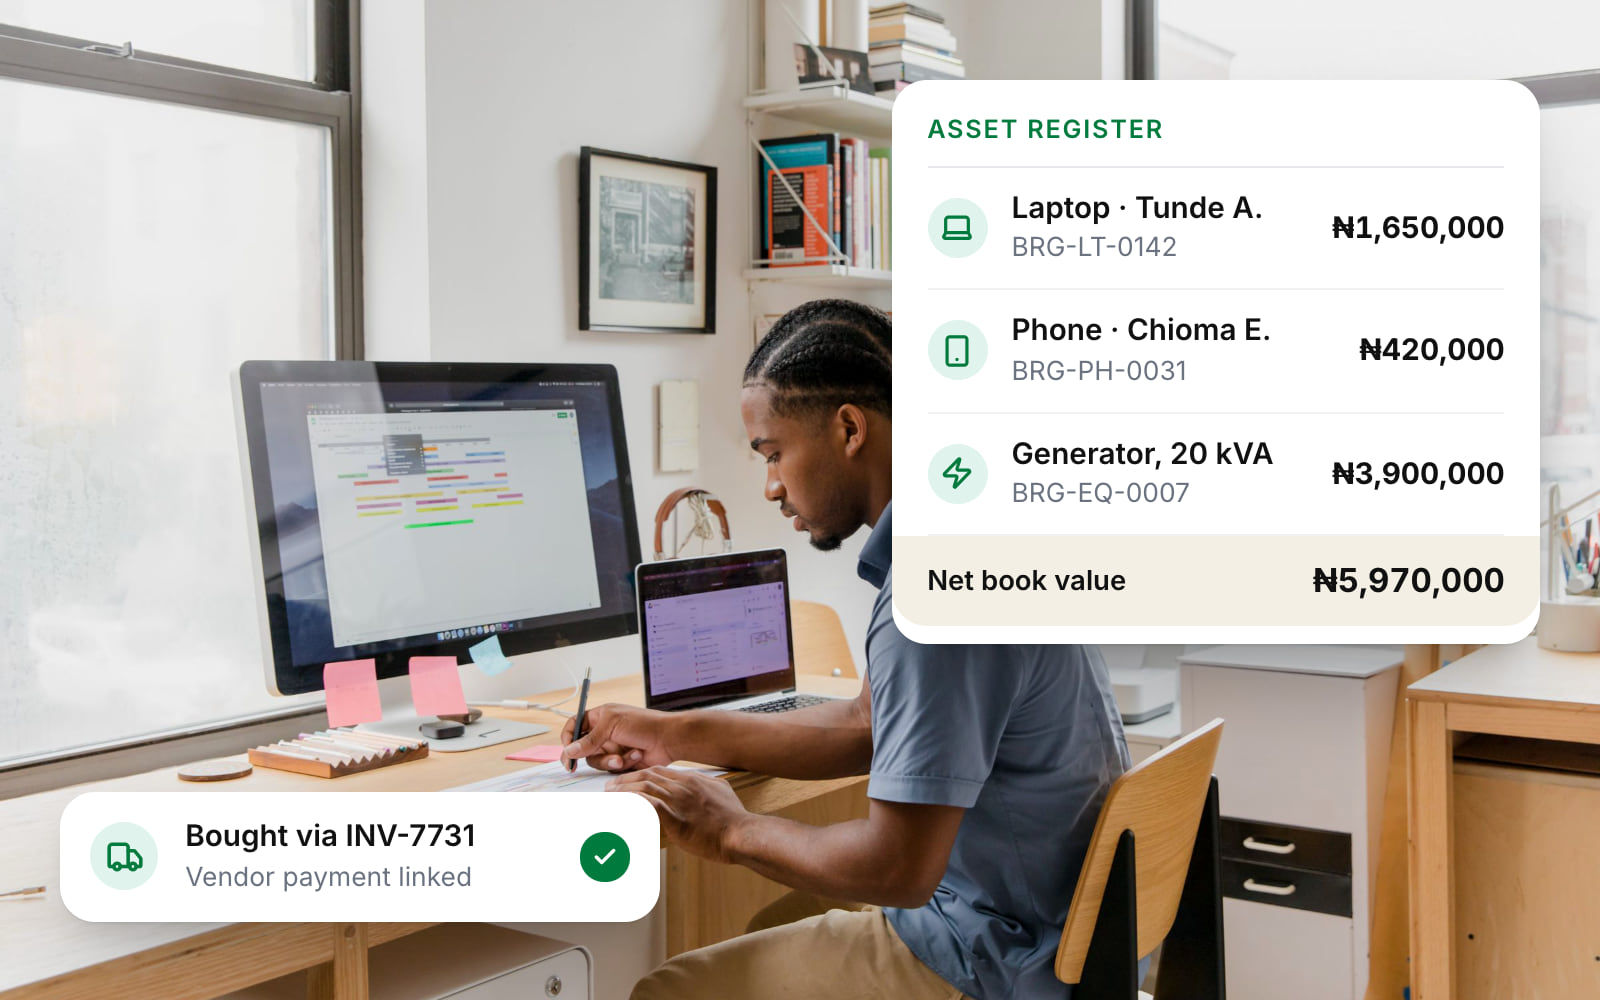 ASSET REGISTER
Laptop · Tunde A.
BRG-LT-0142
₦1,650,000
Phone · Chioma E.
BRG-PH-0031
₦420,000
Generator, 20 kVA
BRG-EQ-0007
₦3,900,000
Net book value
₦5,970,000
Bought via INV-7731
Vendor payment linked